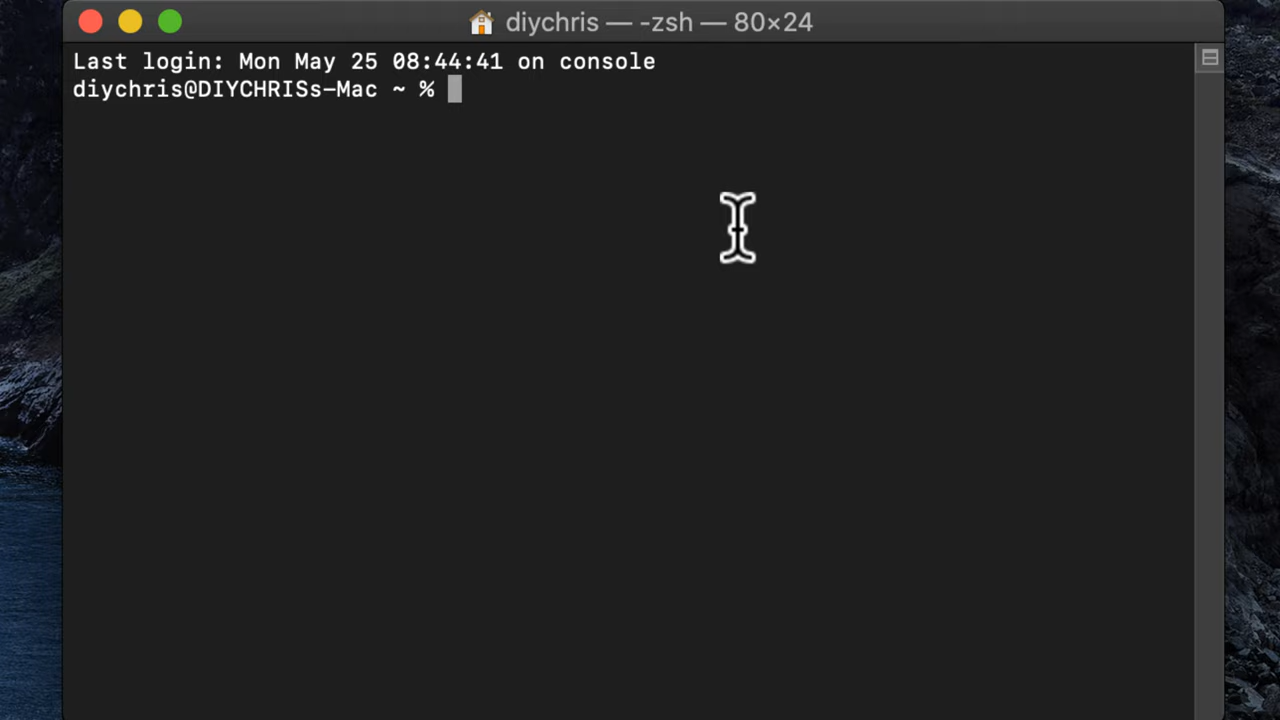 diychris — -zsh — 80×24
Last login: Mon May 25 08:44:41 on console
diychris@DIYCHRISs-Mac ~ %